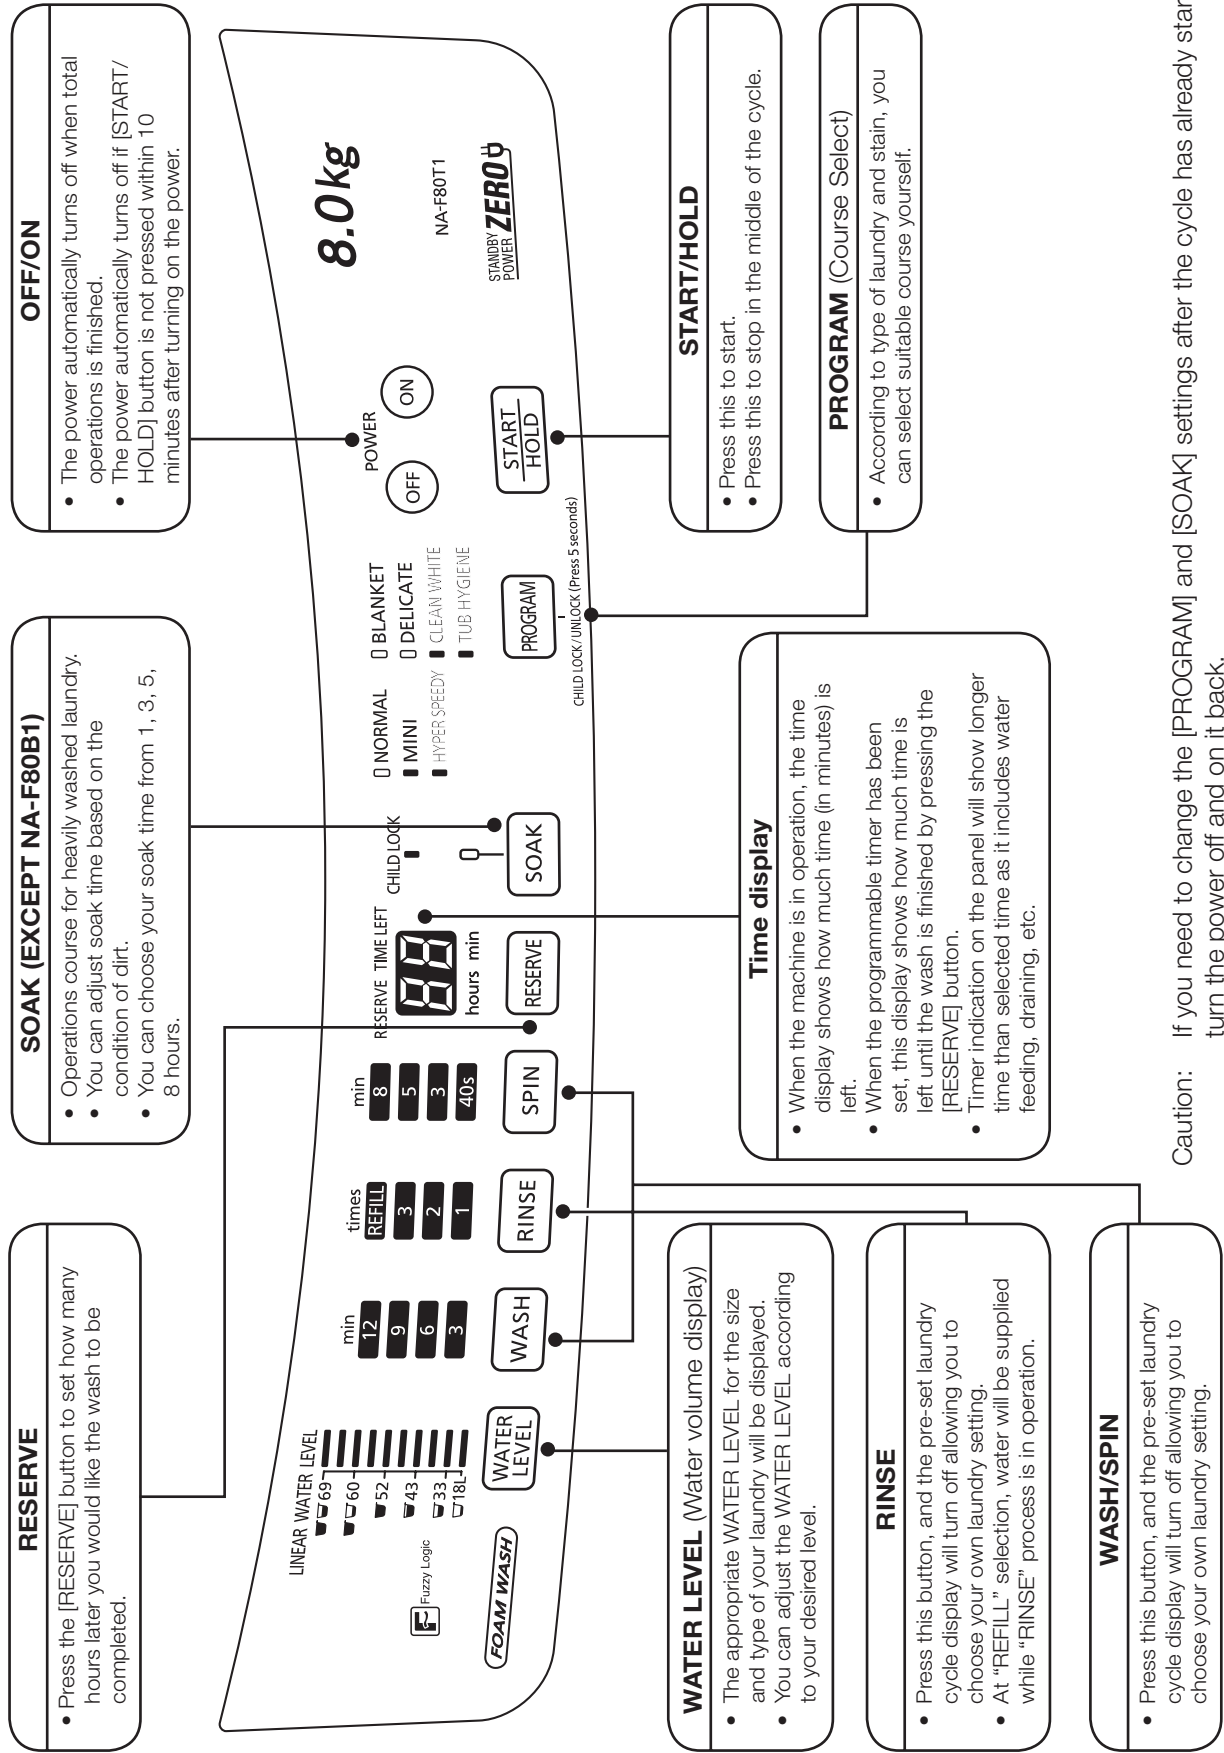 RESERVE
• Press the [RESERVE] button to set how many
hours later you would like the wash to be
completed.
SOAK (EXCEPT NA-F80B1)
• Operations course for heavily washed laundry.
• You can adjust soak time based on the
condition of dirt.
• You can choose your soak time from 1, 3, 5,
8 hours.
OFF/ON
• The power automatically turns off when total
operations is finished.
• The power automatically turns off if [START/
HOLD] button is not pressed within 10
minutes after turning on the power.
Fuzzy Logic
FOAM WASH
LINEAR WATER LEVEL
69
60
52
43
33
18L
WATER
LEVEL
min
12
9
6
3
WASH
times
REFILL
3
2
1
RINSE
min
8
5
3
40s
SPIN
RESERVE TIME LEFT
88
hours min
RESERVE
CHILD LOCK
SOAK
NORMAL
MINI
HYPER SPEEDY
BLANKET
DELICATE
CLEAN WHITE
TUB HYGIENE
PROGRAM
CHILD LOCK/UNLOCK (Press 5 seconds)
POWER
OFF
ON
START
HOLD
8.0kg
NA-F80T1
STANDBY
POWER ZERO
WATER LEVEL (Water volume display)
• The appropriate WATER LEVEL for the size
and type of your laundry will be displayed.
• You can adjust the WATER LEVEL according
to your desired level.
RINSE
• Press this button, and the pre-set laundry
cycle display will turn off allowing you to
choose your own laundry setting.
• At “REFILL” selection, water will be supplied
while “RINSE” process is in operation.
WASH/SPIN
• Press this button, and the pre-set laundry
cycle display will turn off allowing you to
choose your own laundry setting.
Time display
• When the machine is in operation, the time
display shows how much time (in minutes) is
left.
• When the programmable timer has been
set, this display shows how much time is
left until the wash is finished by pressing the
[RESERVE] button.
• Timer indication on the panel will show longer
time than selected time as it includes water
feeding, draining, etc.
START/HOLD
• Press this to start.
• Press this to stop in the middle of the cycle.
PROGRAM (Course Select)
• According to type of laundry and stain, you
can select suitable course yourself.
Caution: If you need to change the [PROGRAM] and [SOAK] settings after the cycle has already star
turn the power off and on it back.